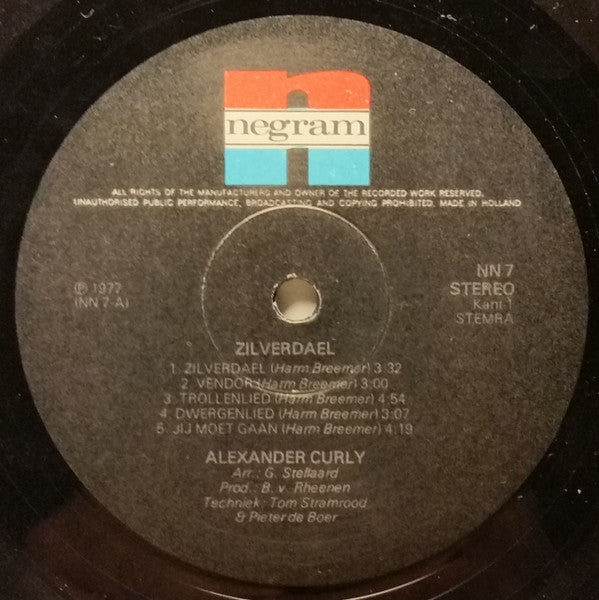 n
negram
ALL RIGHTS OF THE MANUFACTURERS AND OWNER OF THE RECORDED WORK RESERVED.
UNAUTHORISED PUBLIC PERFORMANCE, BROADCASTING AND COPYING PROHIBITED. MADE IN HOLLAND
℗ 1977
(NN 7-A)
NN 7
STEREO
Kant 1
STEMRA
ZILVERDAEL
1. ZILVERDAEL (Harm Breemer) 3:32
2. VENDOR (Harm Breemer) 3:00
3. TROLLENLIED (Harm Breemer) 4:54
4. DWERGENLIED (Harm Breemer) 3:07
5. JIJ MOET GAAN (Harm Breemer) 4:19
ALEXANDER CURLY
Arr.: G. Stellaard
Prod.: B. v. Rheenen
Techniek: Tom Stramrood
& Pieter de Boer